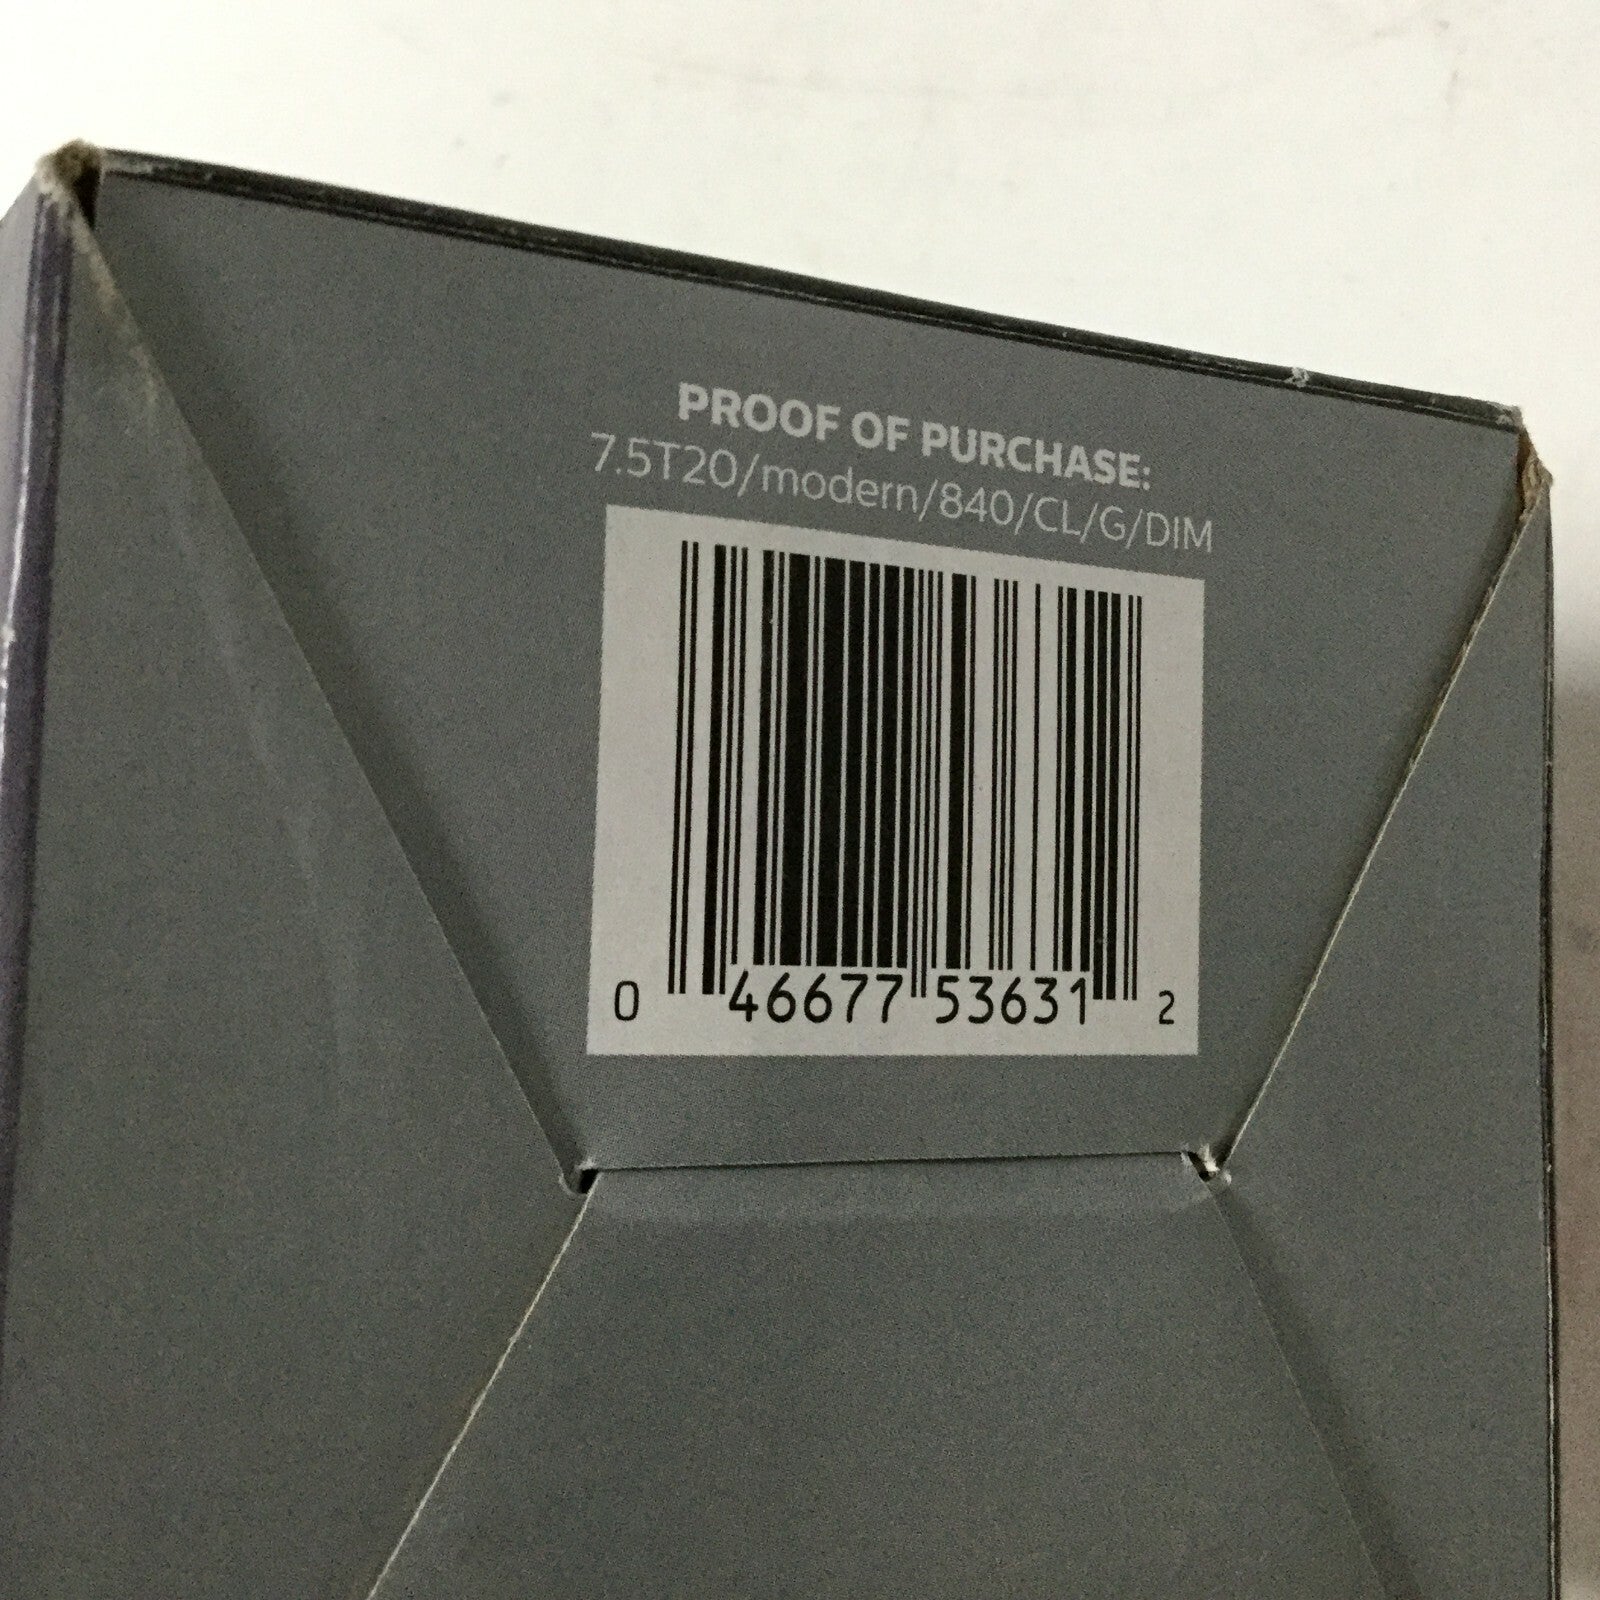 PROOF OF PURCHASE:
7.5T20/modern/840/CL/G/DIM
0 46677 53631 2